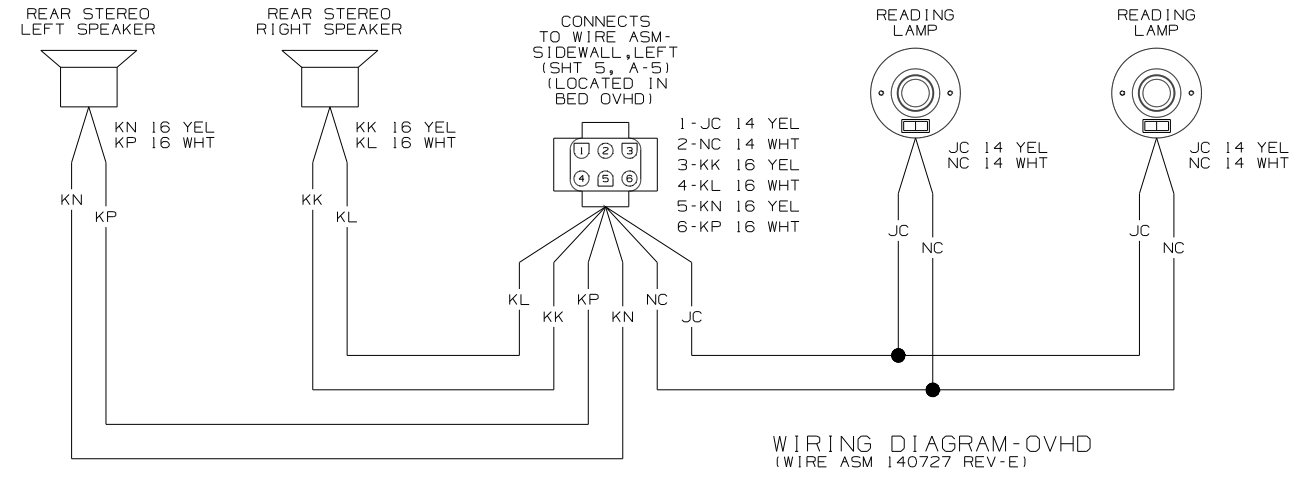 REAR STEREO
LEFT SPEAKER
KN 16 YEL
KP 16 WHT
KN
KP
REAR STEREO
RIGHT SPEAKER
KK 16 YEL
KL 16 WHT
KK
KL
CONNECTS
TO WIRE ASM-
SIDEWALL,LEFT
(SHT 5, A-5)
(LOCATED IN
BED OVHD)
1 2 3
4 5 6
1-JC 14 YEL
2-NC 14 WHT
3-KK 16 YEL
4-KL 16 WHT
5-KN 16 YEL
6-KP 16 WHT
KL
KK
KP
KN
NC
JC
READING
LAMP
JC 14 YEL
NC 14 WHT
JC
NC
READING
LAMP
JC 14 YEL
NC 14 WHT
JC
NC
WIRING DIAGRAM-OVHD
(WIRE ASM 140727 REV-E)